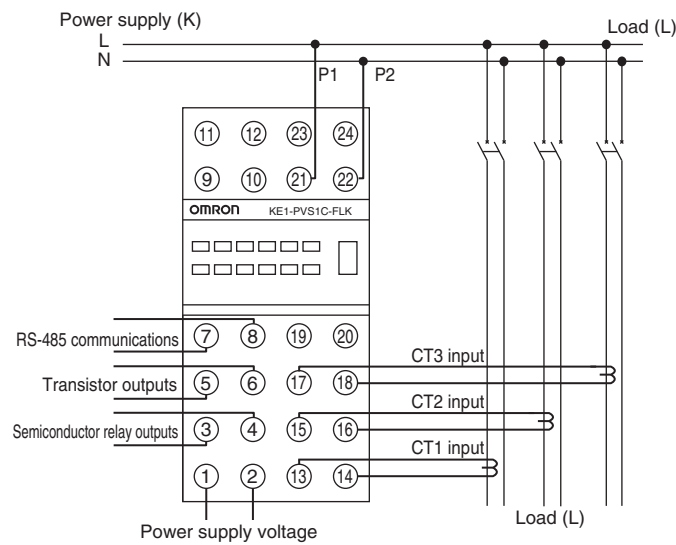 Power supply (K)
Load (L)
L
N
P1
P2
11 12 23 24
9 10 21 22
OMRON KE1-PVS1C-FLK
RS-485 communications
7 8 19 20
CT3 input
Transistor outputs
5 6 17 18
CT2 input
Semiconductor relay outputs
3 4 15 16
CT1 input
1 2 13 14
Load (L)
Power supply voltage